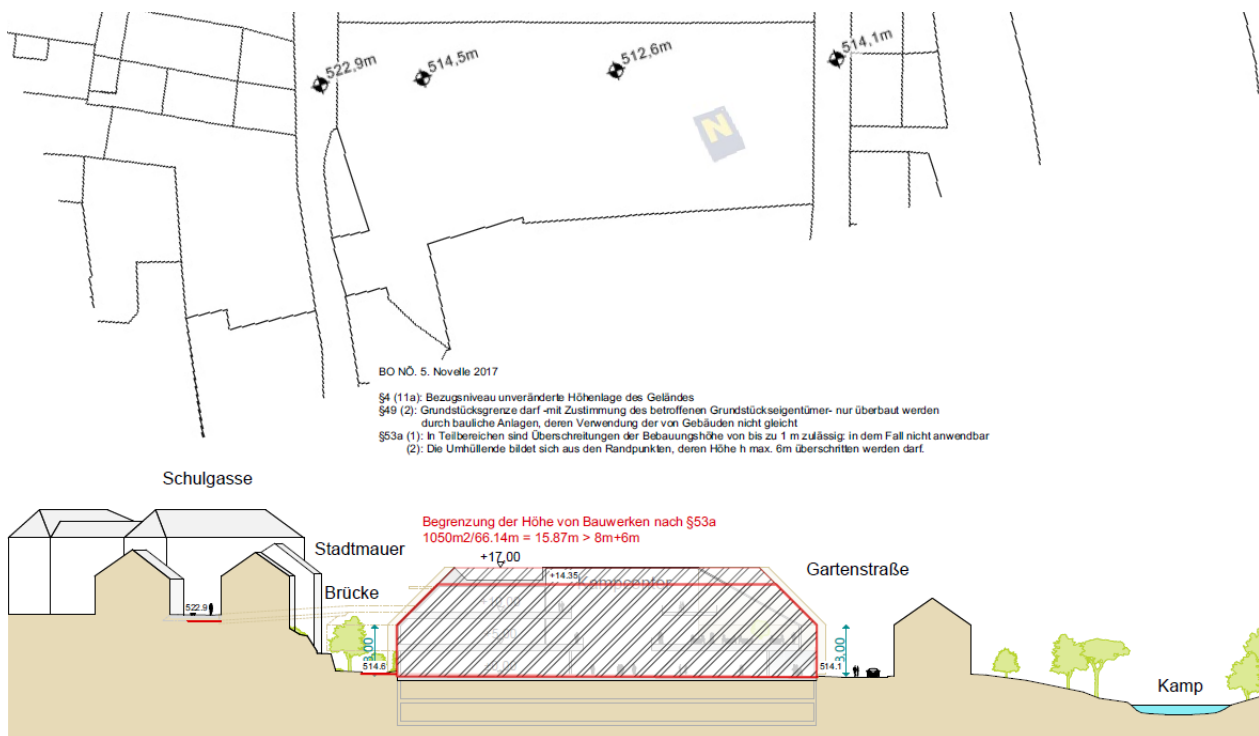 522,9m
514,5m
512,6m
514,1m
N
BO NÖ. 5. Novelle 2017
§4 (11a): Bezugsniveau unveränderte Höhenlage des Geländes
§49 (2): Grundstücksgrenze darf -mit Zustimmung des betroffenen Grundstückseigentümer- nur überbaut werden
durch bauliche Anlagen, deren Verwendung der von Gebäuden nicht gleicht
§53a (1): In Teilbereichen sind Überschreitungen der Bebauungshöhe von bis zu 1 m zulässig: in dem Fall nicht anwendbar
(2): Die Umhüllende bildet sich aus den Randpunkten, deren Höhe h max. 6m überschritten werden darf.
Schulgasse
Begrenzung der Höhe von Bauwerken nach §53a
1050m2/66.14m = 15.87m > 8m+6m
Stadtmauer
+17,00
+14.35
Kampcenter
Gartenstraße
Brücke
522.9
+10,00
+5,00
514.6
514.1
Kamp